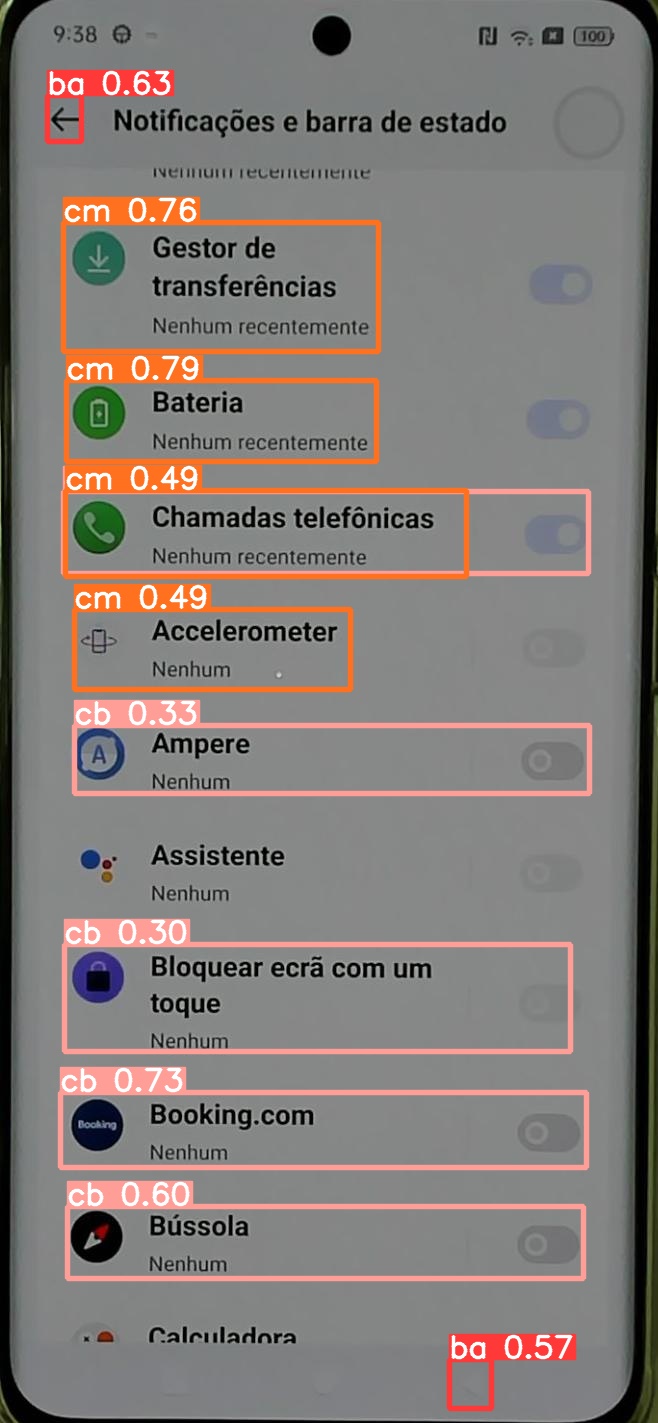 9:38
100
ba 0.63
Notificações e barra de estado
Nenhum recentemente
cm 0.76
Gestor de
transferências
Nenhum recentemente
cm 0.79
Bateria
Nenhum recentemente
cm 0.49
Chamadas telefônicas
Nenhum recentemente
cm 0.49
Accelerometer
Nenhum
cb 0.33
A
Ampere
Nenhum
Assistente
Nenhum
cb 0.30
Bloquear ecrã com um
toque
Nenhum
cb 0.73
Booking
Booking.com
Nenhum
cb 0.60
Bússola
Nenhum
Calculadora
ba 0.57